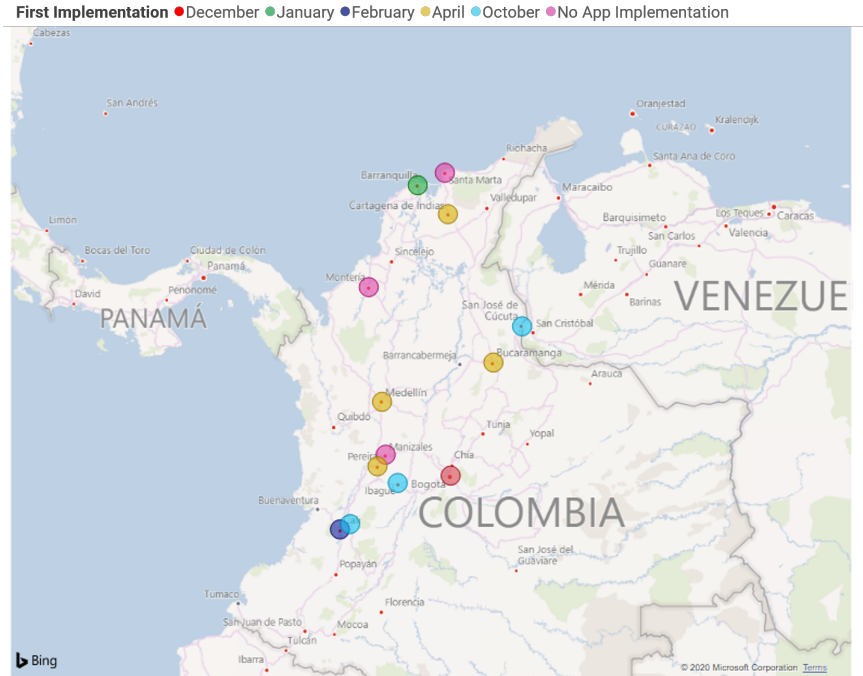 First Implementation December January February April October No App Implementation
Cabezas
San Andrés
Oranjestad
Kralendijk
CURAZAO
Riohacha
Santa Ana de Coro
Barranquilla
Santa Marta
Maracaibo
Valledupar
Cartagena de Indias
Limón
Barquisimeto
Los Teques
Caracas
San Carlos
Valencia
Bocas del Toro
Ciudad de Colón
Sincelejo
Trujillo
Panamá
Guanare
Montería
Mérida
Penonomé
David
Barinas
VENEZUE
PANAMÁ
San José de
Cúcuta
San Cristóbal
Barrancabermeja
Bucaramanga
Arauca
Medellín
Quibdó
Tunja
Yopal
Manizales
Chía
Pereir
Ibagué
Bogotá
Buenaventura
COLOMBIA
San José del
Guaviare
Popayán
Tumaco
Florencia
San Juan de Pasto
Mocoa
Tulcán
Ibarra
Bing
© 2020 Microsoft Corporation Terms